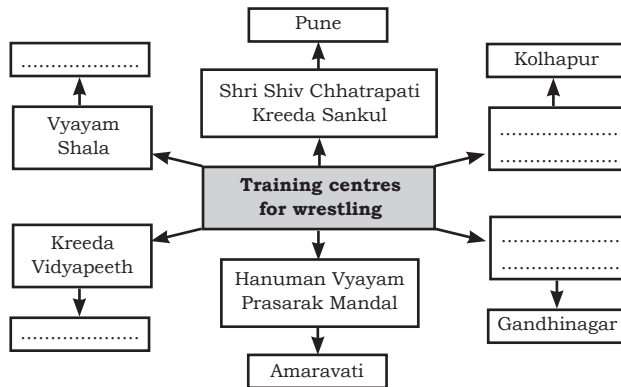 Pune
....................
Kolhapur
Shri Shiv Chhatrapati
Kreeda Sankul
Vyayam
Shala
....................
....................
Training centres
for wrestling
Kreeda
Vidyapeeth
....................
....................
Hanuman Vyayam
Prasarak Mandal
....................
Gandhinagar
Amaravati